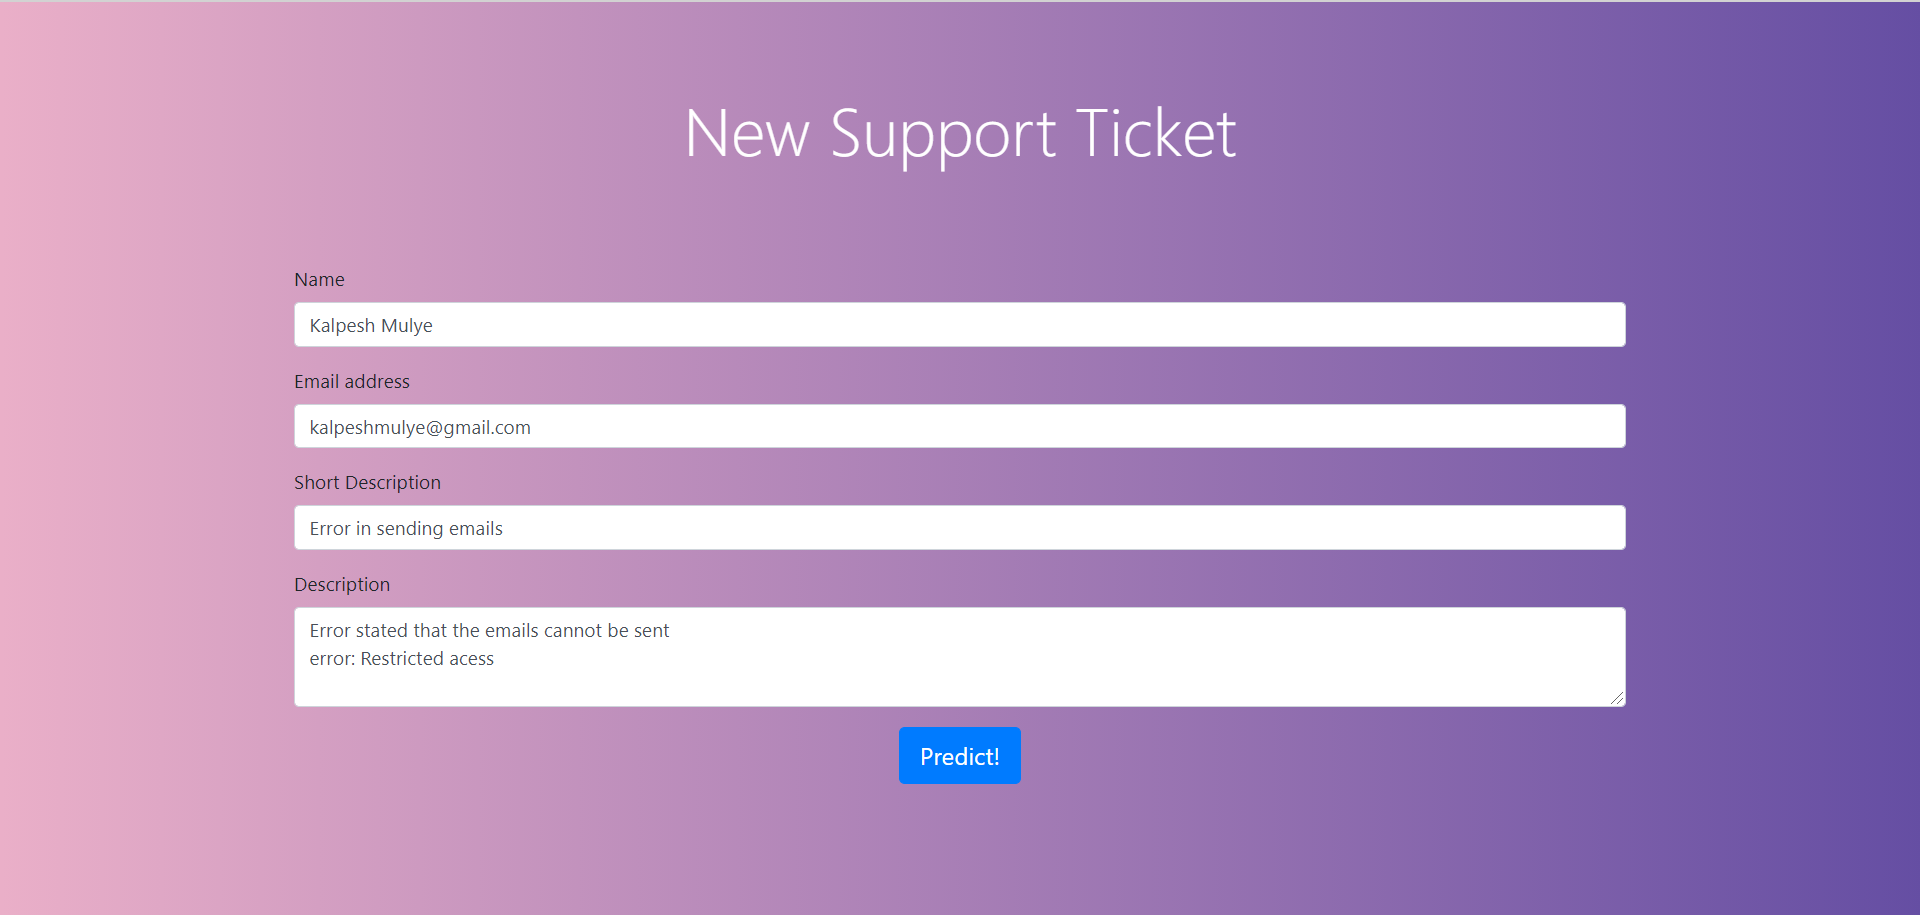 New Support Ticket
Name
Kalpesh Mulye
Email address
kalpeshmulye@gmail.com
Short Description
Error in sending emails
Description
Error stated that the emails cannot be sent
error: Restricted acess
Predict!